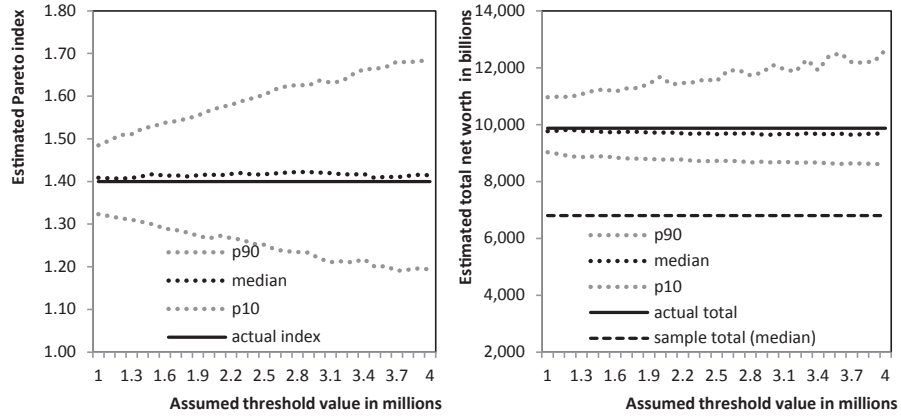 Estimated Pareto index
1.80
1.70
1.60
1.50
1.40
1.30
1.20
1.10
1.00
p90
median
p10
actual index
1 1.3 1.6 1.9 2.2 2.5 2.8 3.1 3.4 3.7 4
Assumed threshold value in millions
Estimated total net worth in billions
14,000
12,000
10,000
8,000
6,000
4,000
2,000
p90
median
p10
actual total
sample total (median)
1 1.3 1.6 1.9 2.2 2.5 2.8 3.1 3.4 3.7 4
Assumed threshold value in millions